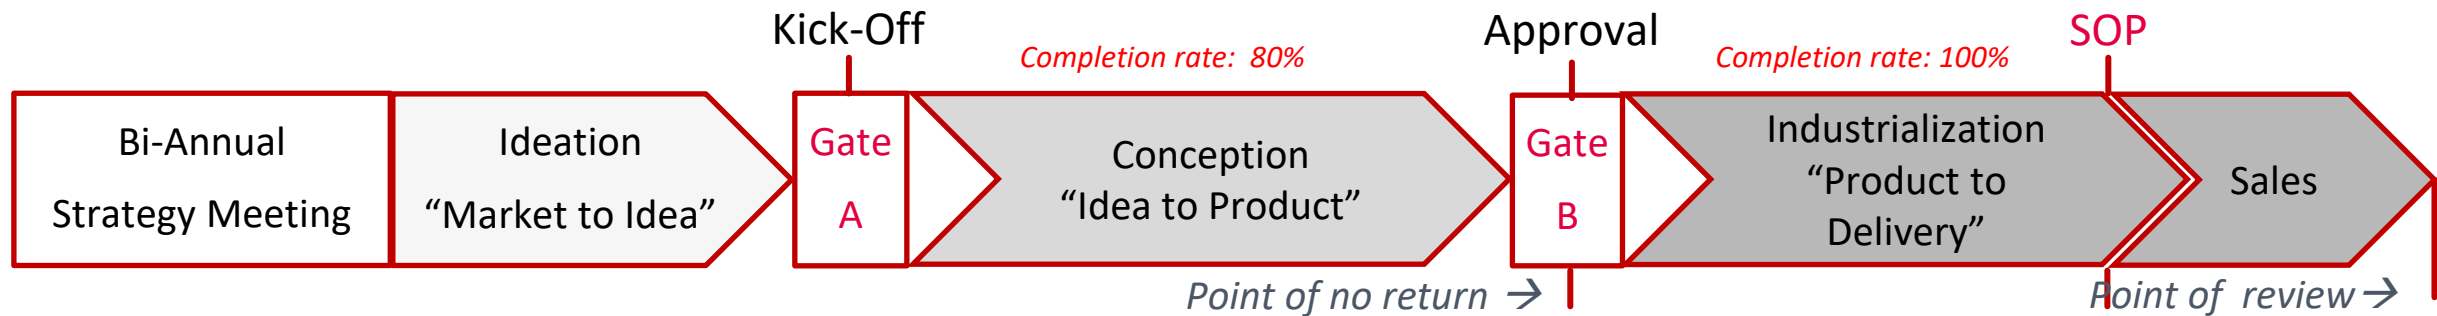 Kick-Off
Completion rate:  80%
Approval
Completion rate: 100%
SOP
Bi-Annual
Strategy Meeting
Ideation
“Market to Idea”
Gate
A
Conception
“Idea to Product”
Gate
B
Industrialization
“Product to
Delivery”
Sales
Point of no return →
Point of  review→